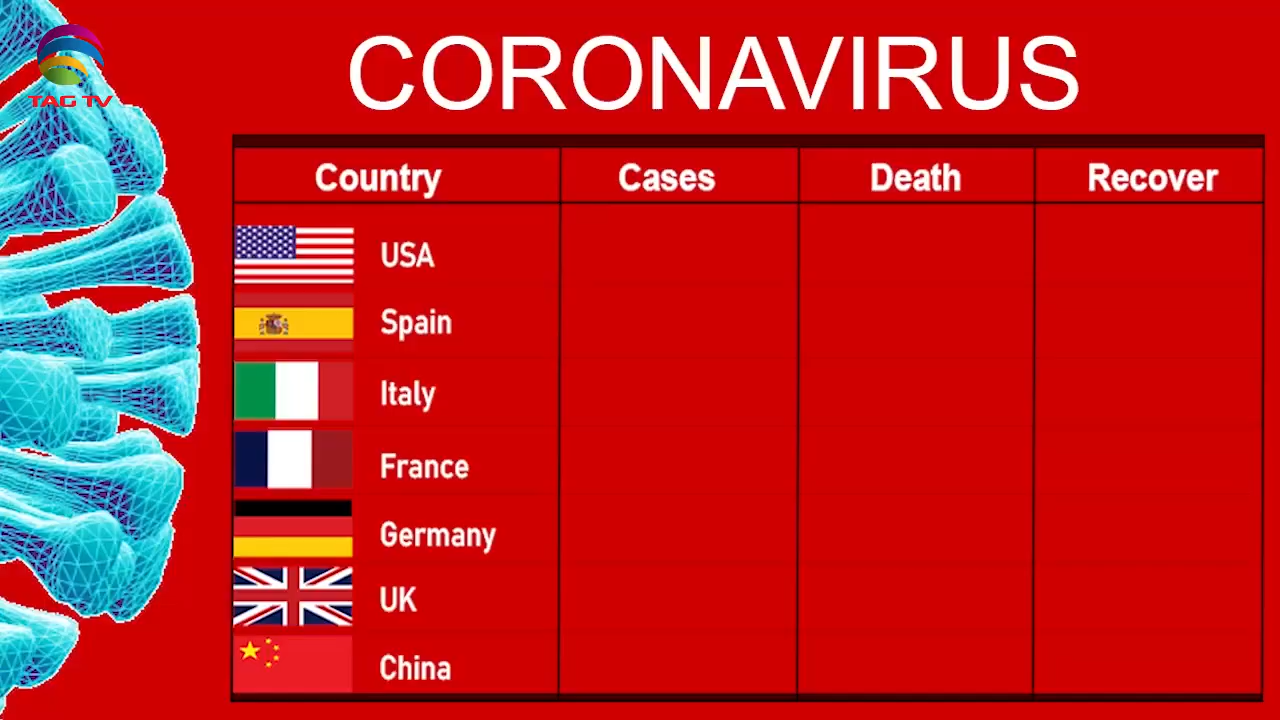 TAG TV
CORONAVIRUS
Country Cases Death Recover
USA
Spain
Italy
France
Germany
UK
China